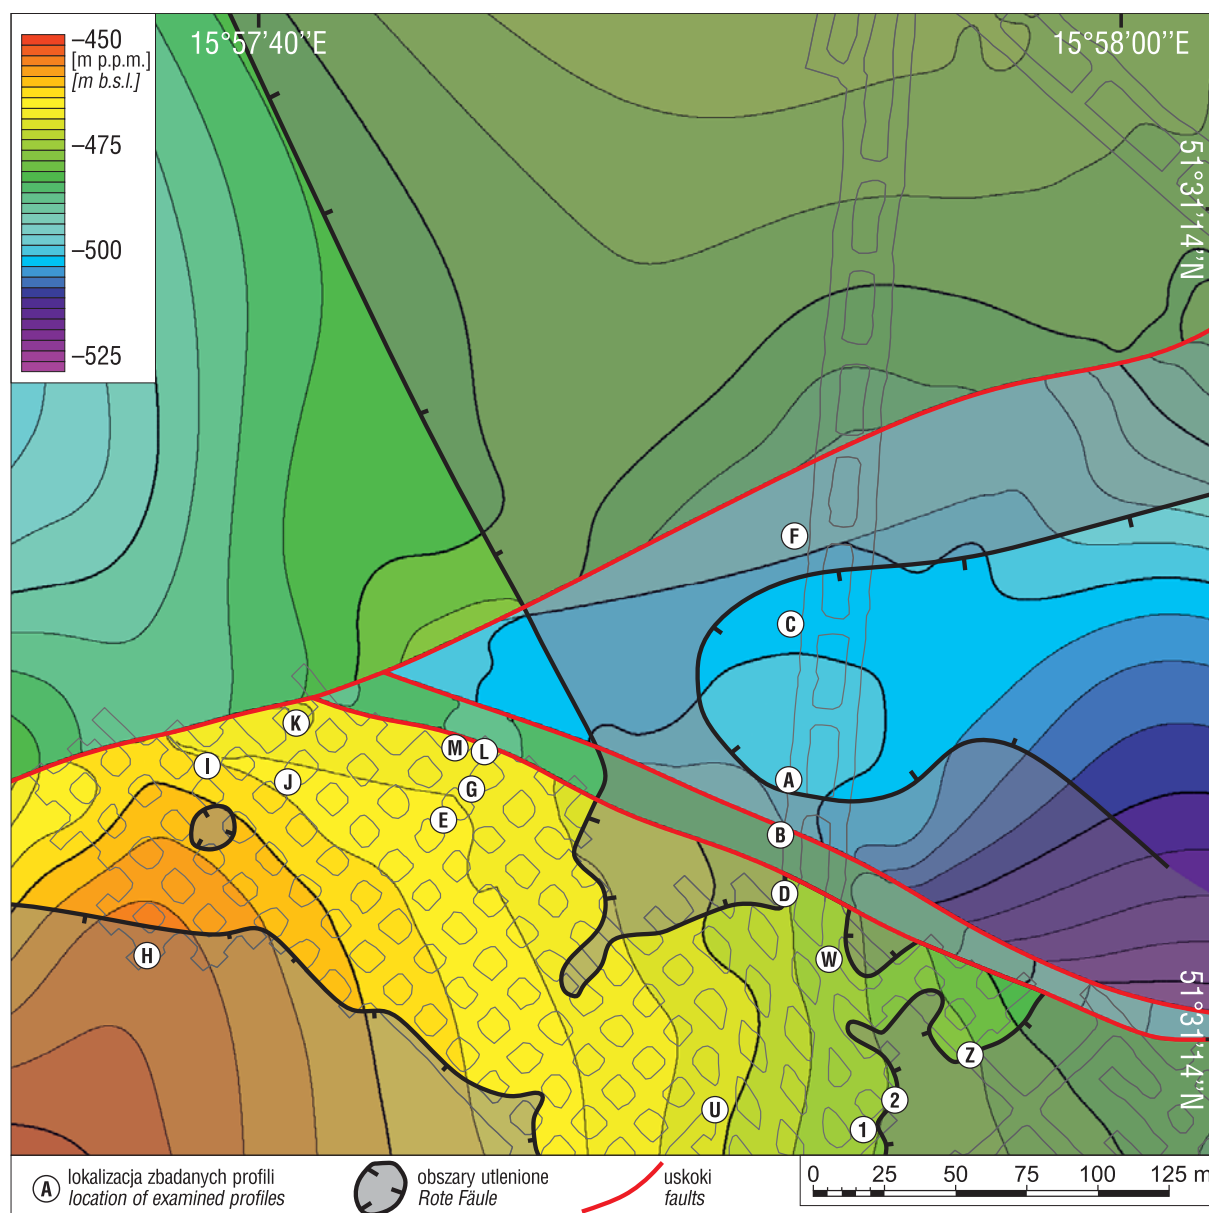 15°57’40’’E
15°58’00’’E
–450
[m p.p.m.]
[m b.s.l.]
–475
–500
–525
51°31’14’’N
F
C
K
M
L
I
J
G
A
E
B
D
H
W
51°31’14’’N
Z
2
U
1
A
lokalizacja zbadanych profili
location of examined profiles
obszary utlenione
Rote Fäule
uskoki
faults
0 25 50 75 100 125 m